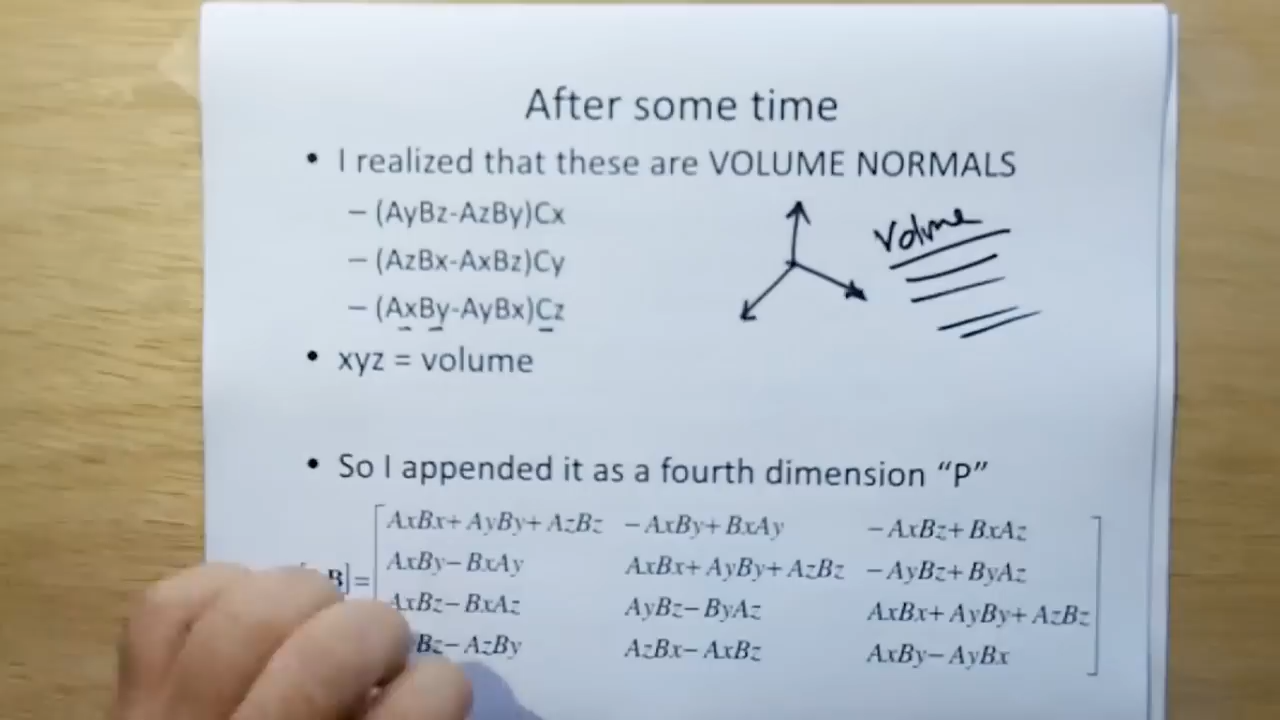 After some time
• I realized that these are VOLUME NORMALS
– (AyBz-AzBy)Cx
Volume
– (AzBx-AxBz)Cy
– (AxBy-AyBx)Cz
• xyz = volume
• So I appended it as a fourth dimension “P”
AxBx+ AyBy+ AzBz −AxBy+ BxAy −AxBz+ BxAz
B]= AxBy− BxAy AxBx+ AyBy+ AzBz −AyBz+ ByAz
AxBz− BxAz AyBz− ByAz AxBx+ AyBy+ AzBz
Bz− AzBy AzBx− AxBz AxBy− AyBx